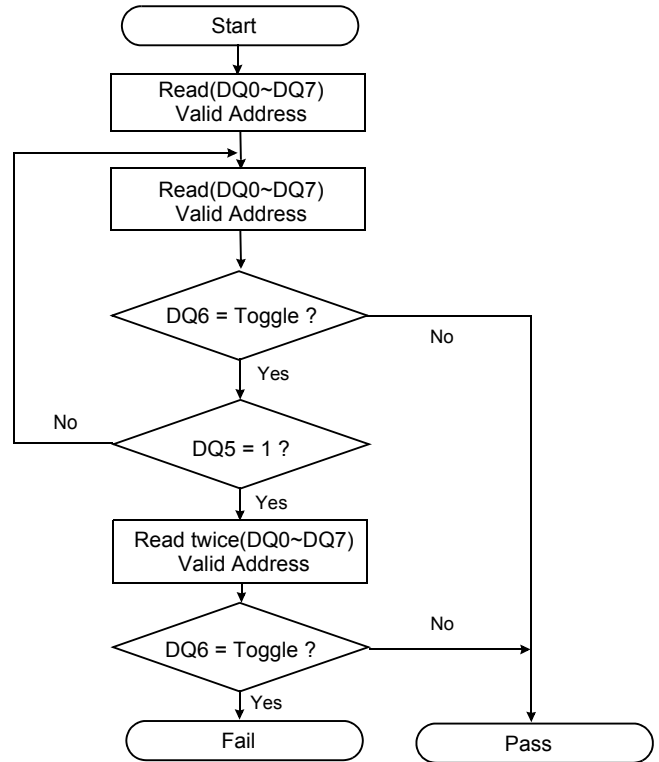 Start
Read(DQ0~DQ7)
Valid Address
Read(DQ0~DQ7)
Valid Address
DQ6 = Toggle ?
No
Yes
No
DQ5 = 1 ?
Yes
Read twice(DQ0~DQ7)
Valid Address
DQ6 = Toggle ?
No
Yes
Fail
Pass